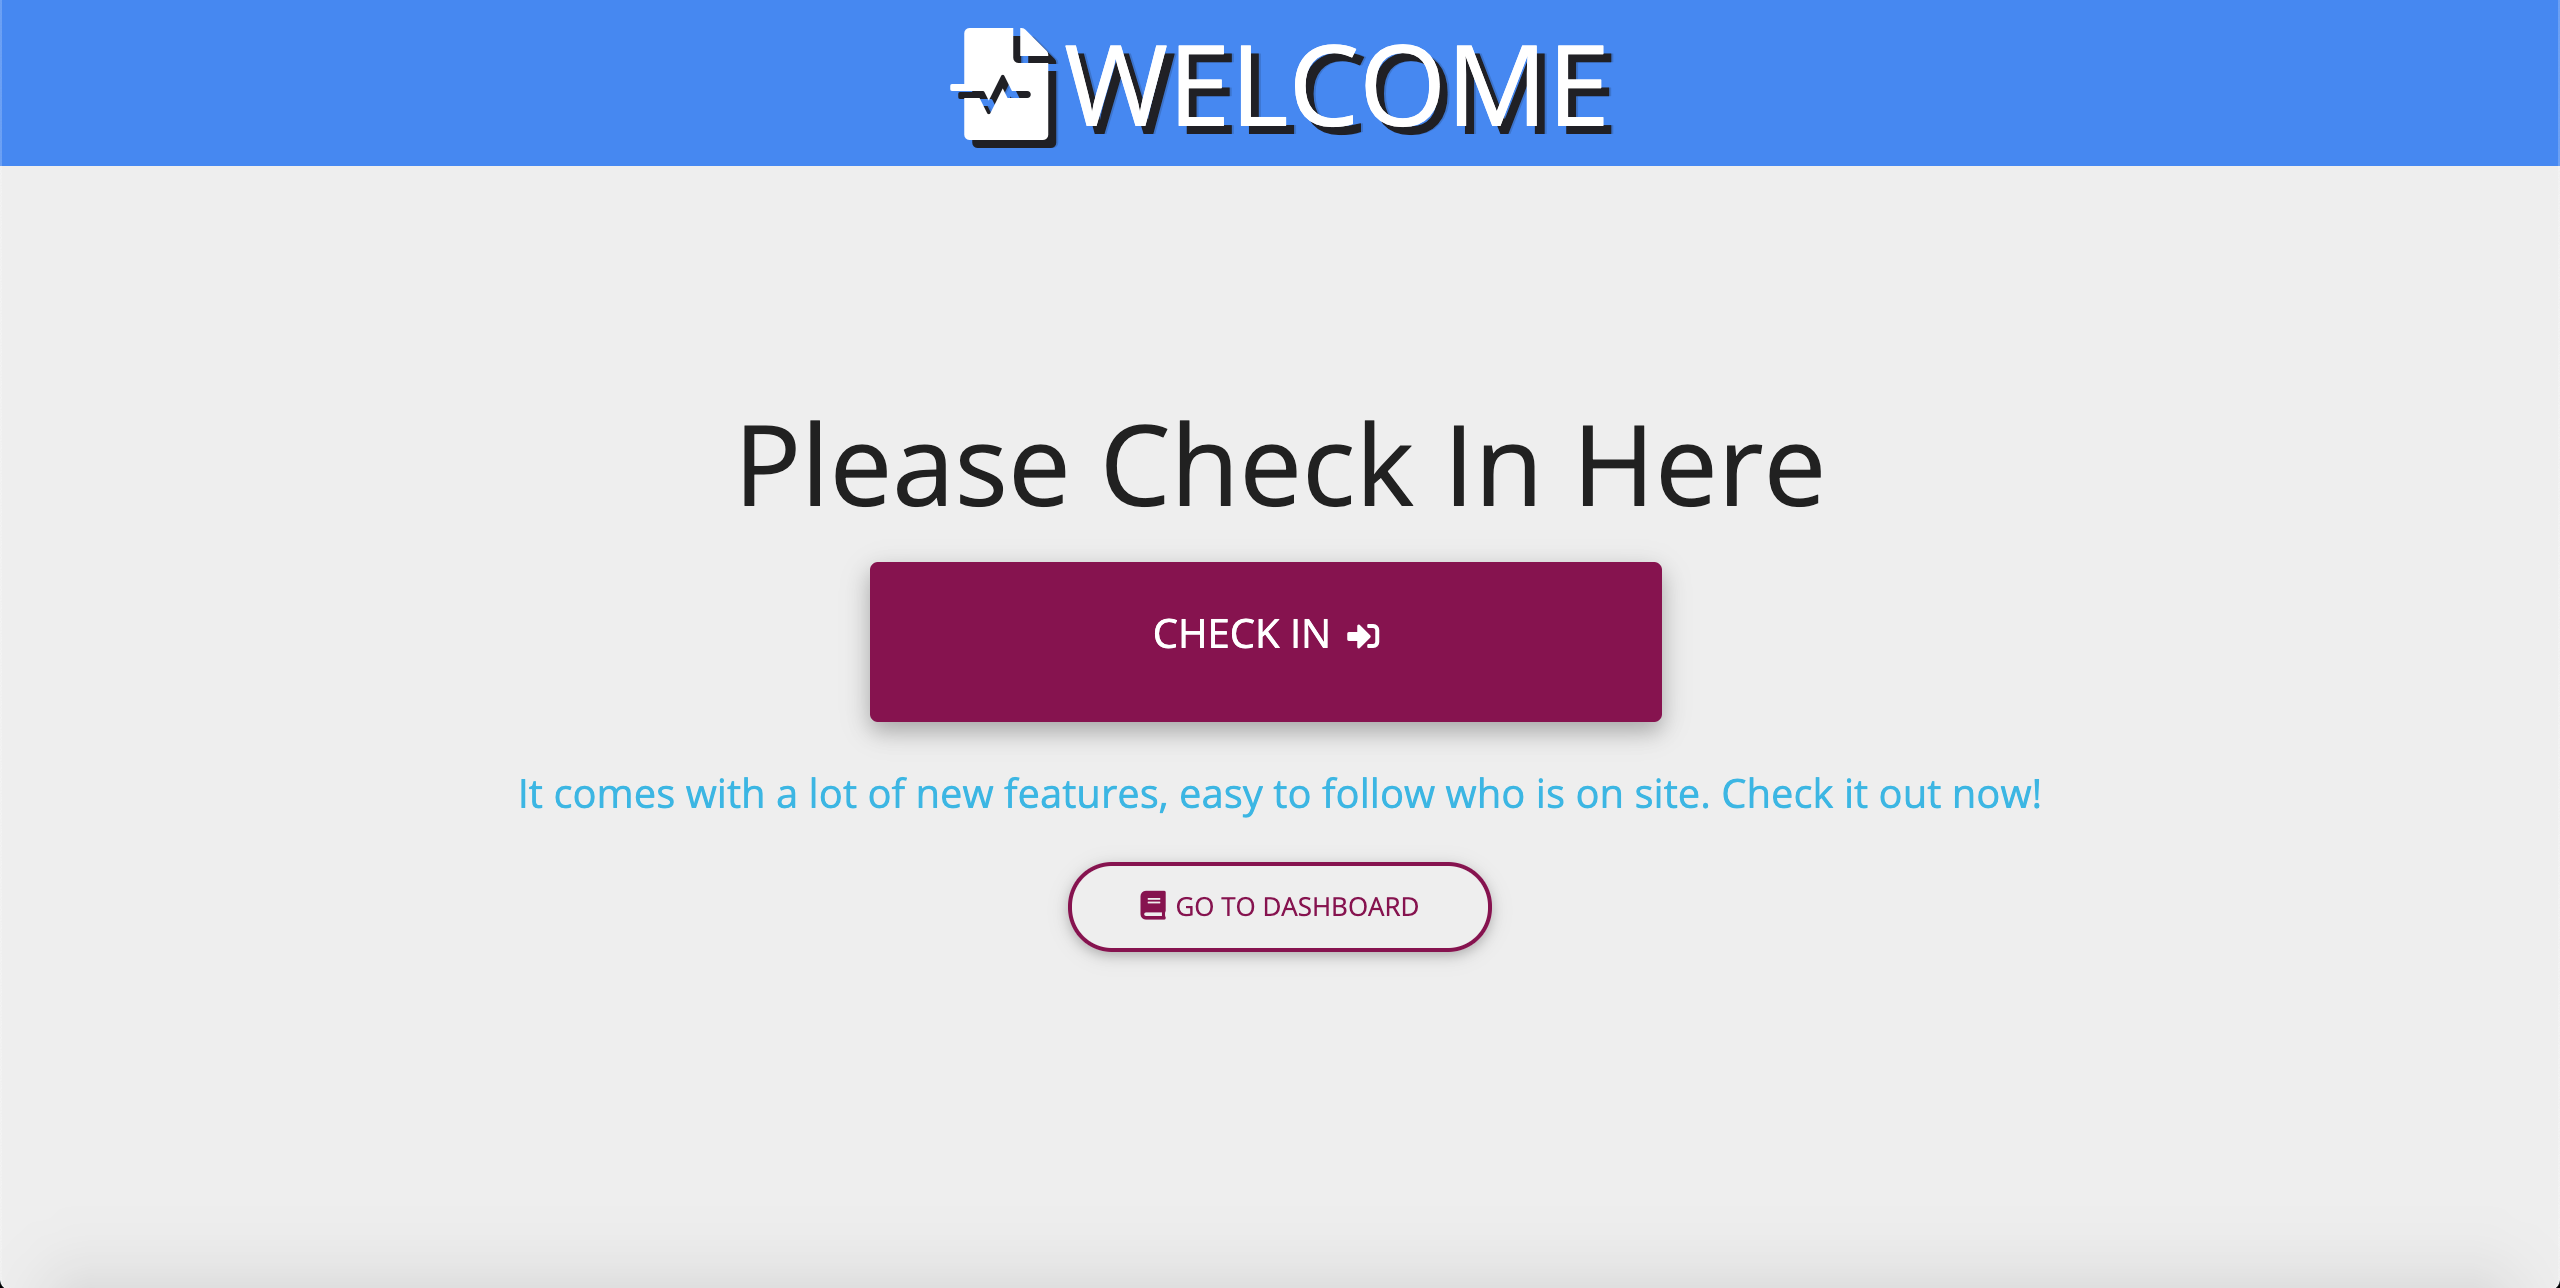 WELCOME
Please Check In Here
CHECK IN
It comes with a lot of new features, easy to follow who is on site. Check it out now!
GO TO DASHBOARD